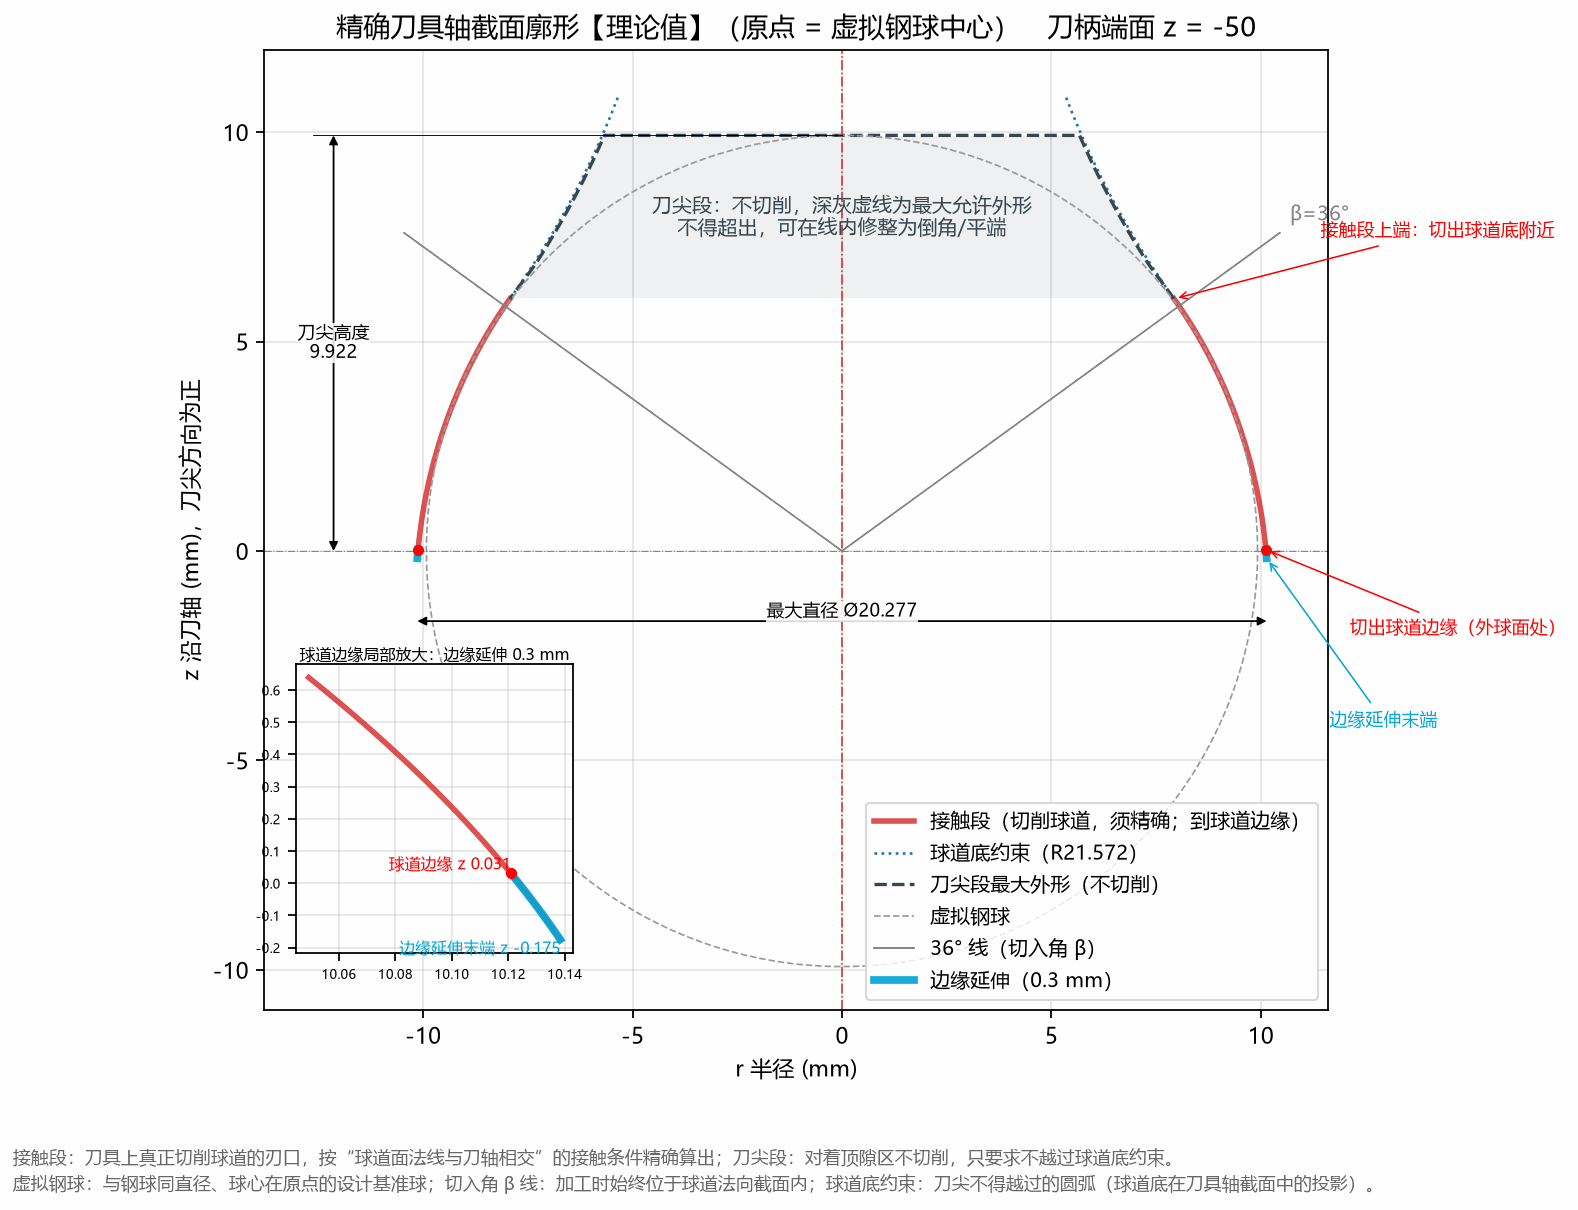 精确刀具轴截面廓形【理论值】（原点 = 虚拟钢球中心）  刀柄端面 z = -50
10
5
0
-5
-10
z 沿刀轴 (mm)，刀尖方向为正
-10
-5
0
5
10
r 半径 (mm)
刀尖段：不切削，深灰虚线为最大允许外形
不得超出，可在线内修整为倒角/平端
β=36°
接触段上端：切出球道底附近
刀尖高度
9.922
最大直径 Ø20.277
切出球道边缘（外球面处）
边缘延伸末端
球道边缘局部放大：边缘延伸 0.3 mm
0.6
0.5
0.4
0.3
0.2
0.1
0.0
-0.1
-0.2
球道边缘 z 0.031
边缘延伸末端 z -0.175
10.06
10.08
10.10
10.12
10.14
接触段（切削球道，须精确；到球道边缘）
球道底约束（R21.572）
刀尖段最大外形（不切削）
虚拟钢球
36° 线（切入角 β）
边缘延伸（0.3 mm）
接触段：刀具上真正切削球道的刃口，按“球道面法线与刀轴相交”的接触条件精确算出；刀尖段：对着顶隙区不切削，只要求不越过球道底约束。
虚拟钢球：与钢球同直径、球心在原点的设计基准球；切入角 β 线：加工时始终位于球道法向截面内；球道底约束：刀尖不得越过的圆弧（球道底在刀具轴截面中的投影）。